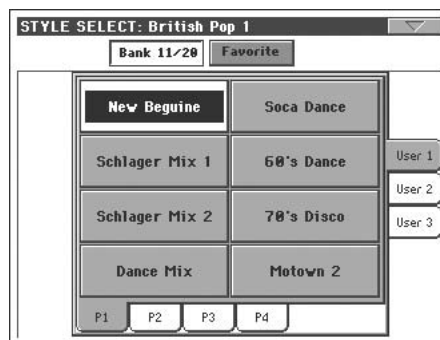 STYLE SELECT: British Pop 1
Bank 11/20 Favorite
New Beguine Soca Dance
Schlager Mix 1 60's Dance User 1
User 2
Schlager Mix 2 70's Disco User 3
Dance Mix Motown 2
P1 P2 P3 P4